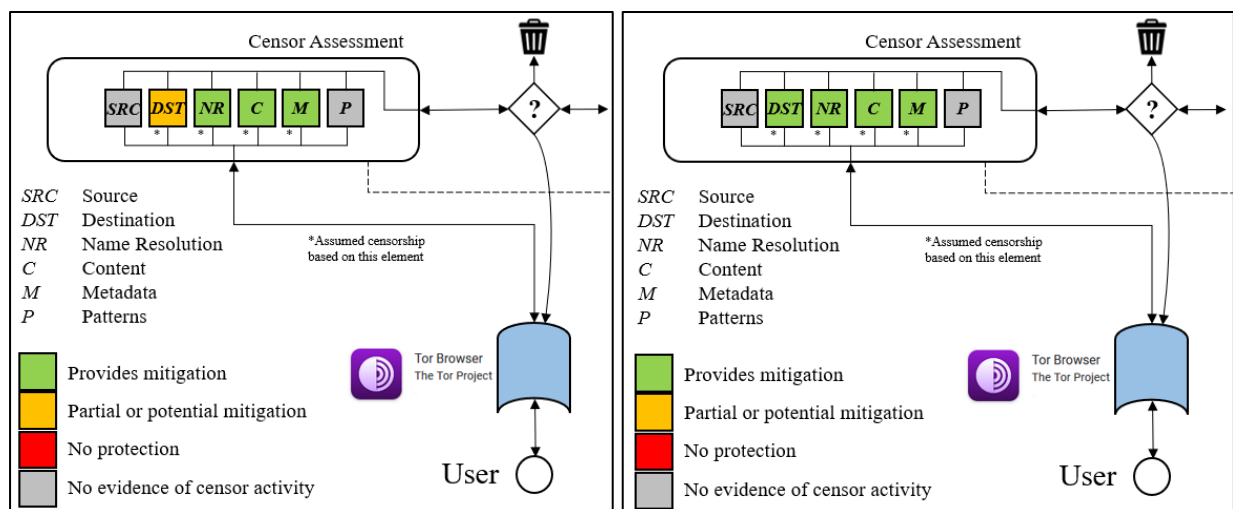 Censor Assessment
?
SRC DST NR C M P
* * * *
SRC Source
DST Destination
NR Name Resolution
C Content
M Metadata
P Patterns
*Assumed censorship
based on this element
Tor Browser
The Tor Project
Provides mitigation
Partial or potential mitigation
No protection
No evidence of censor activity
User
Censor Assessment
?
SRC DST NR C M P
* * * *
SRC Source
DST Destination
NR Name Resolution
C Content
M Metadata
P Patterns
*Assumed censorship
based on this element
Tor Browser
The Tor Project
Provides mitigation
Partial or potential mitigation
No protection
No evidence of censor activity
User